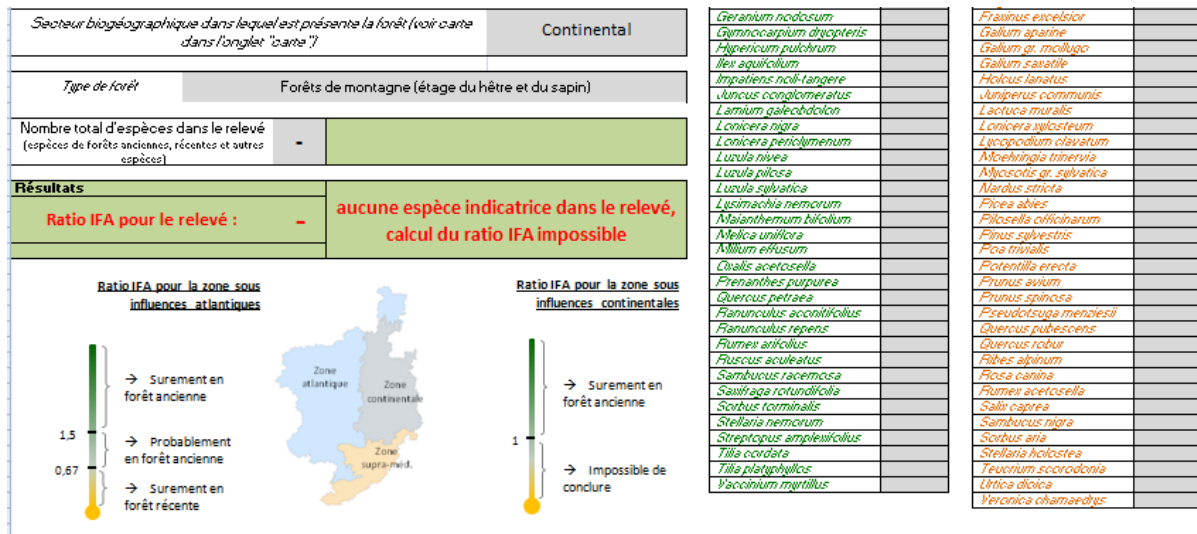 Secteur biogéographique dans lequel est présente la forêt (voir carte
dans l'onglet "carte")
Continental
Type de forêt
Forêts de montagne (étage du hêtre et du sapin)
Nombre total d'espèces dans le relevé
(espèces de forêts anciennes, récentes et autres
espèces)
-
Résultats
Ratio IFA pour le relevé :
-
aucune espèce indicatrice dans le relevé,
calcul du ratio IFA impossible
Ratio IFA pour la zone sous
influences atlantiques
→ Surement en
forêt ancienne
1,5
→ Probablement
en forêt ancienne
0,67
→ Surement en
forêt récente
Zone
atlantique
Zone
continentale
Zone
supra-méd.
Ratio IFA pour la zone sous
influences continentales
→ Surement en
forêt ancienne
1
→ Impossible de
conclure
Geranium nodosum
Gymnocarpium dryopteris
Hypericum pulchrum
Ilex aquifolium
Impatiens noli-tangere
Juncus conglomeratus
Lamium galeobdolon
Lonicera nigra
Lonicera periclymenum
Luzula nivea
Luzula pilosa
Luzula sylvatica
Lysimachia nemorum
Maianthemum bifolium
Melica uniflora
Milium effusum
Oxalis acetosella
Prenanthes purpurea
Quercus petraea
Ranunculus aconitifolius
Ranunculus repens
Rumex arifolius
Ruscus aculeatus
Sambucus racemosa
Saxifraga rotundifolia
Sorbus torminalis
Stellaria nemorum
Streptopus amplexifolius
Tilia cordata
Tilia platyphyllos
Vaccinium myrtillus
Fraxinus excelsior
Galium aparine
Galium gr. mollugo
Galium saxatile
Holcus lanatus
Juniperus communis
Lactuca muralis
Lonicera xylosteum
Lycopodium clavatum
Moehringia trinervia
Myosotis gr. sylvatica
Nardus stricta
Picea abies
Pilosella officinarum
Pinus sylvestris
Poa trivialis
Potentilla erecta
Prunus avium
Prunus spinosa
Pseudotsuga menziesii
Quercus pubescens
Quercus robur
Ribes alpinum
Rosa canina
Rumex acetosella
Salix caprea
Sambucus nigra
Sorbus aria
Stellaria holostea
Teucrium scorodonia
Urtica dioica
Veronica chamaedrys